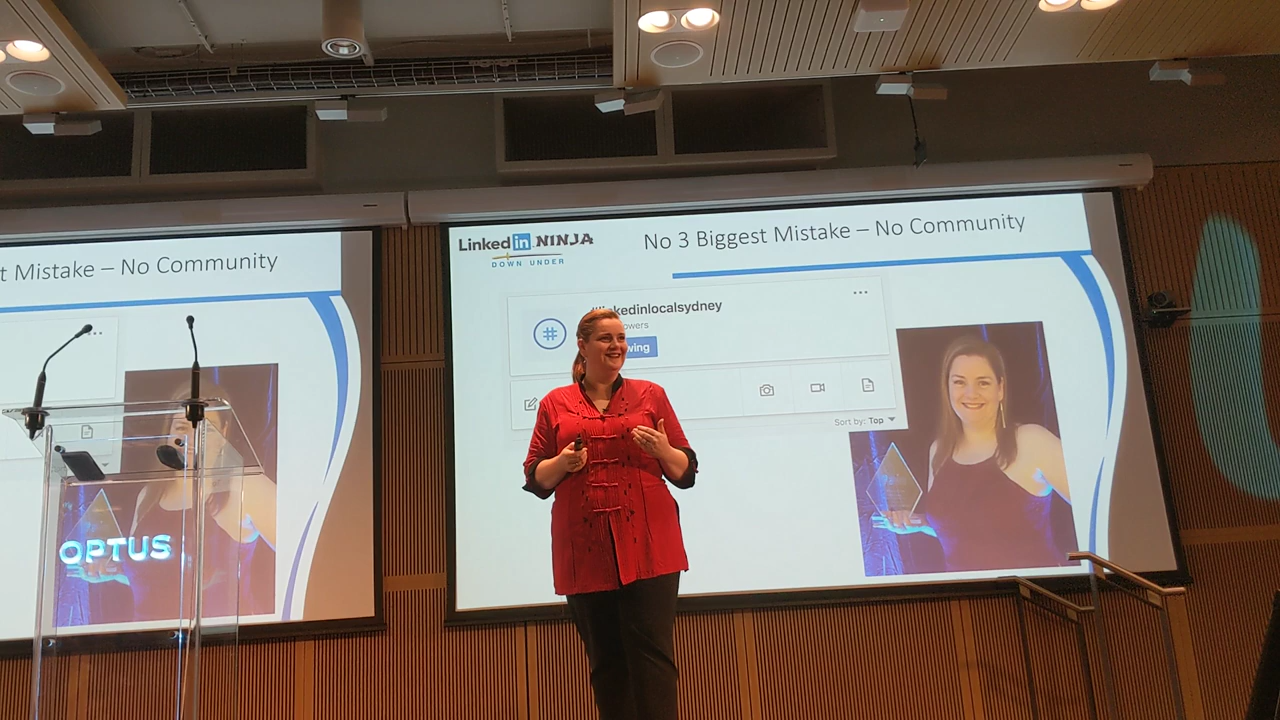 t Mistake – No Community
OPTUS
Linked in NINJA
DOWN UNDER
No 3 Biggest Mistake – No Community
#linkedinlocalsydney
owers
wing
Sort by: Top